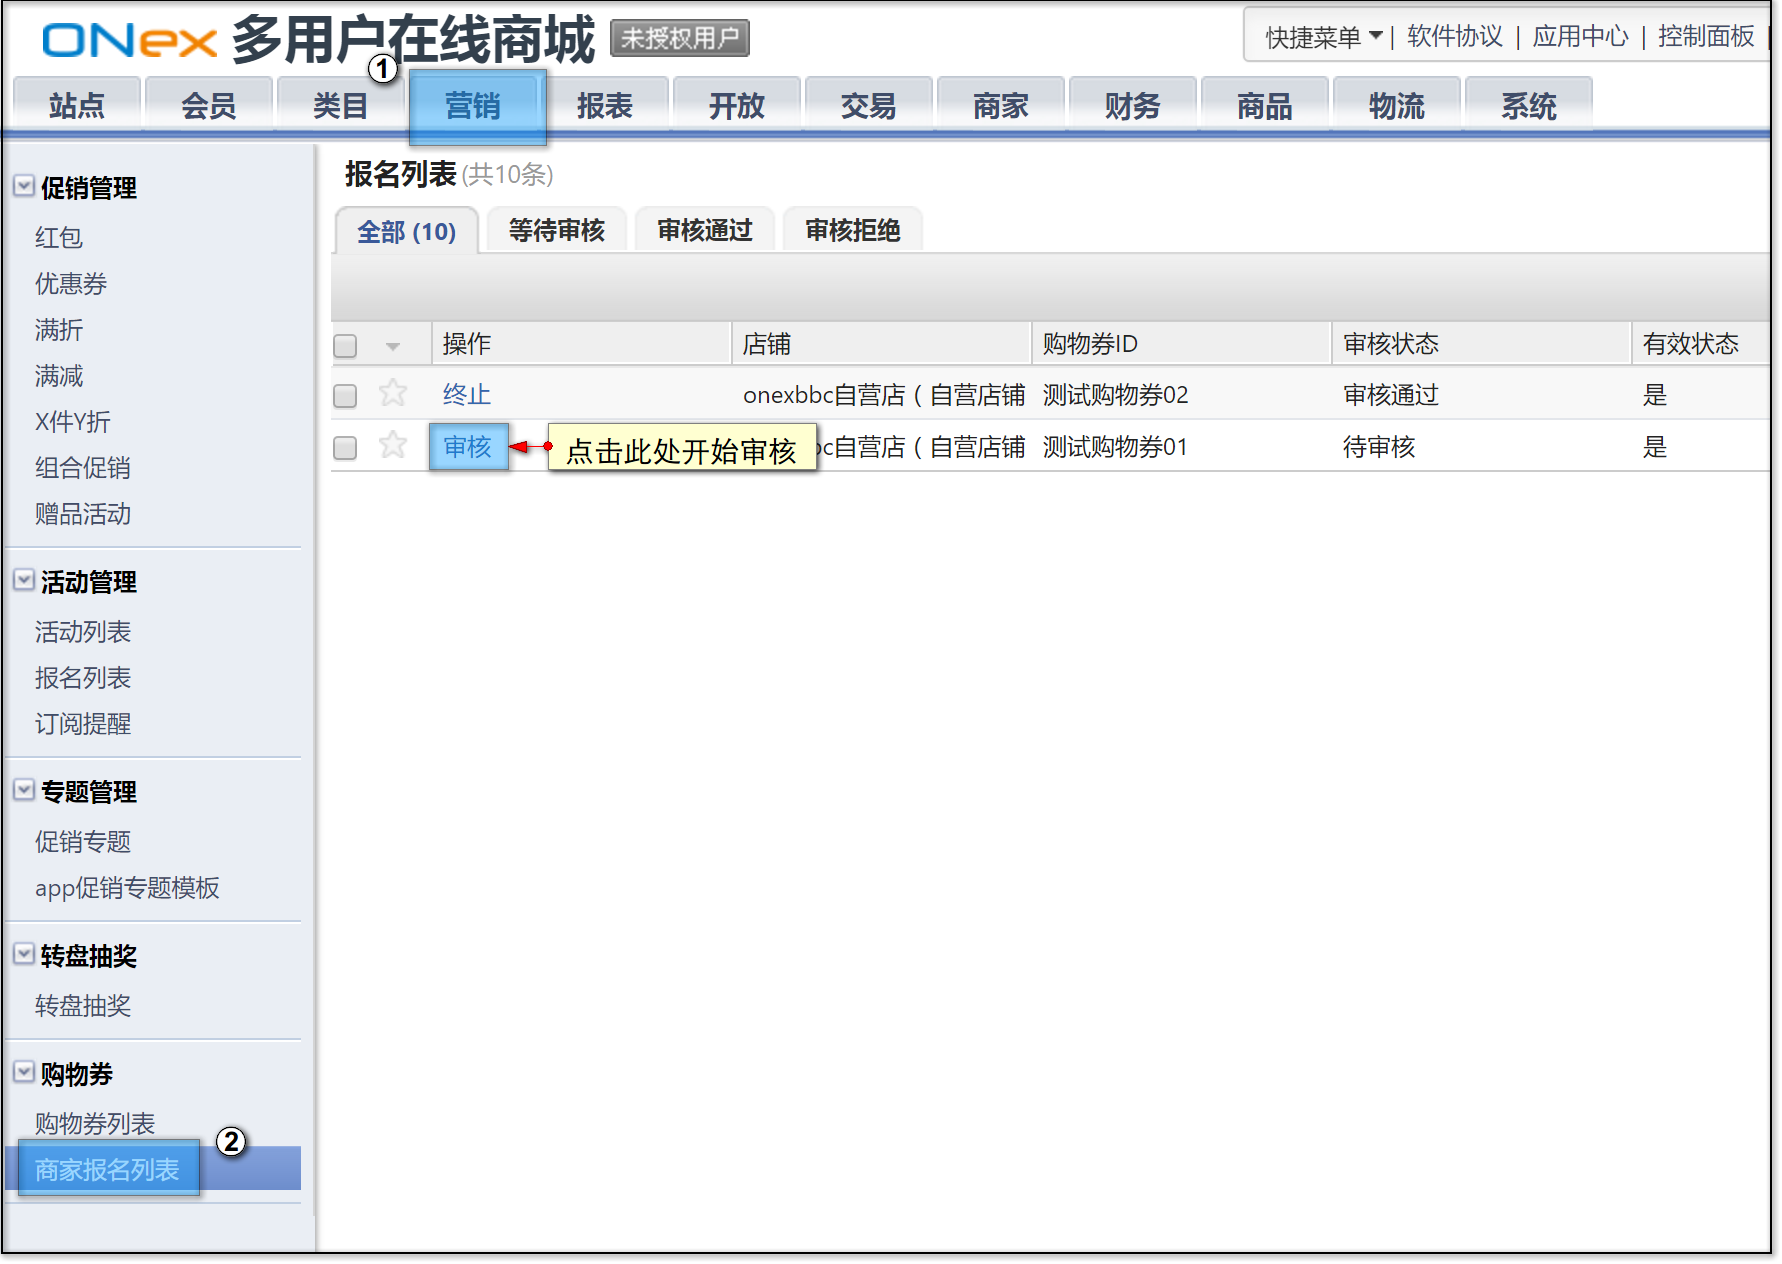 ONex 多用户在线商城 未授权用户
快捷菜单 | 软件协议 | 应用中心 | 控制面板
①
站点 会员 类目 营销 报表 开放 交易 商家 财务 商品 物流 系统
促销管理
红包
优惠券
满折
满减
X件Y折
组合促销
赠品活动
活动管理
活动列表
报名列表
订阅提醒
专题管理
促销专题
app促销专题模板
转盘抽奖
转盘抽奖
购物券
购物券列表
②
商家报名列表
报名列表(共10条)
全部 (10) 等待审核 审核通过 审核拒绝
操作 店铺 购物券ID 审核状态 有效状态
终止 onexbbc自营店（自营店铺 测试购物券02 审核通过 是
审核 点击此处开始审核 bc自营店（自营店铺 测试购物券01 待审核 是